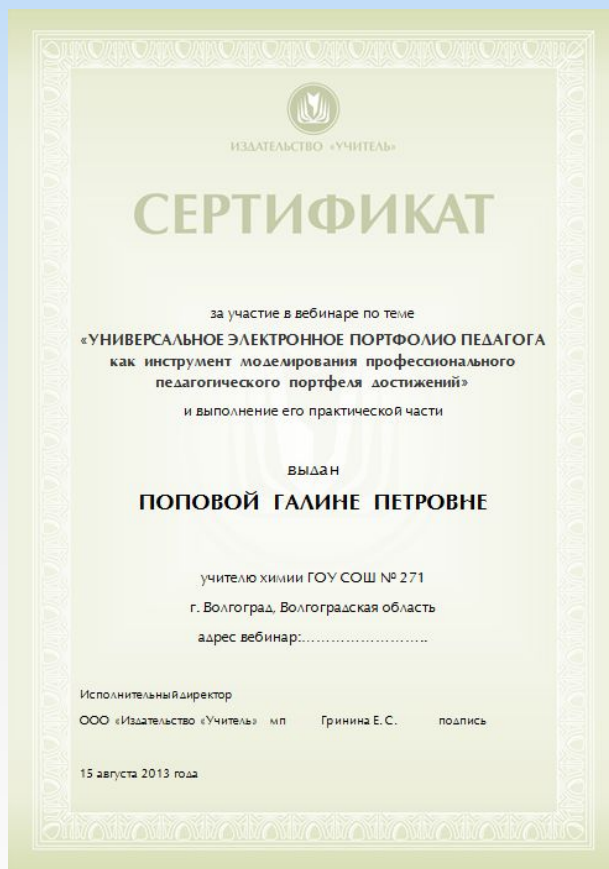 ИЗДАТЕЛЬСТВО «УЧИТЕЛЬ»
СЕРТИФИКАТ
за участие в вебинаре по теме
«УНИВЕРСАЛЬНОЕ ЭЛЕКТРОННОЕ ПОРТФОЛИО ПЕДАГОГА
как инструмент моделирования профессионального
педагогического портфеля достижений»
и выполнение его практической части
выдан
ПОПОВОЙ ГАЛИНЕ ПЕТРОВНЕ
учителю химии ГОУ СОШ № 271
г. Волгоград, Волгоградская область
адрес вебинар:……………………..
Исполнительный директор
ООО «Издательство «Учитель» мп Гринина Е. С. подпись
15 августа 2013 года